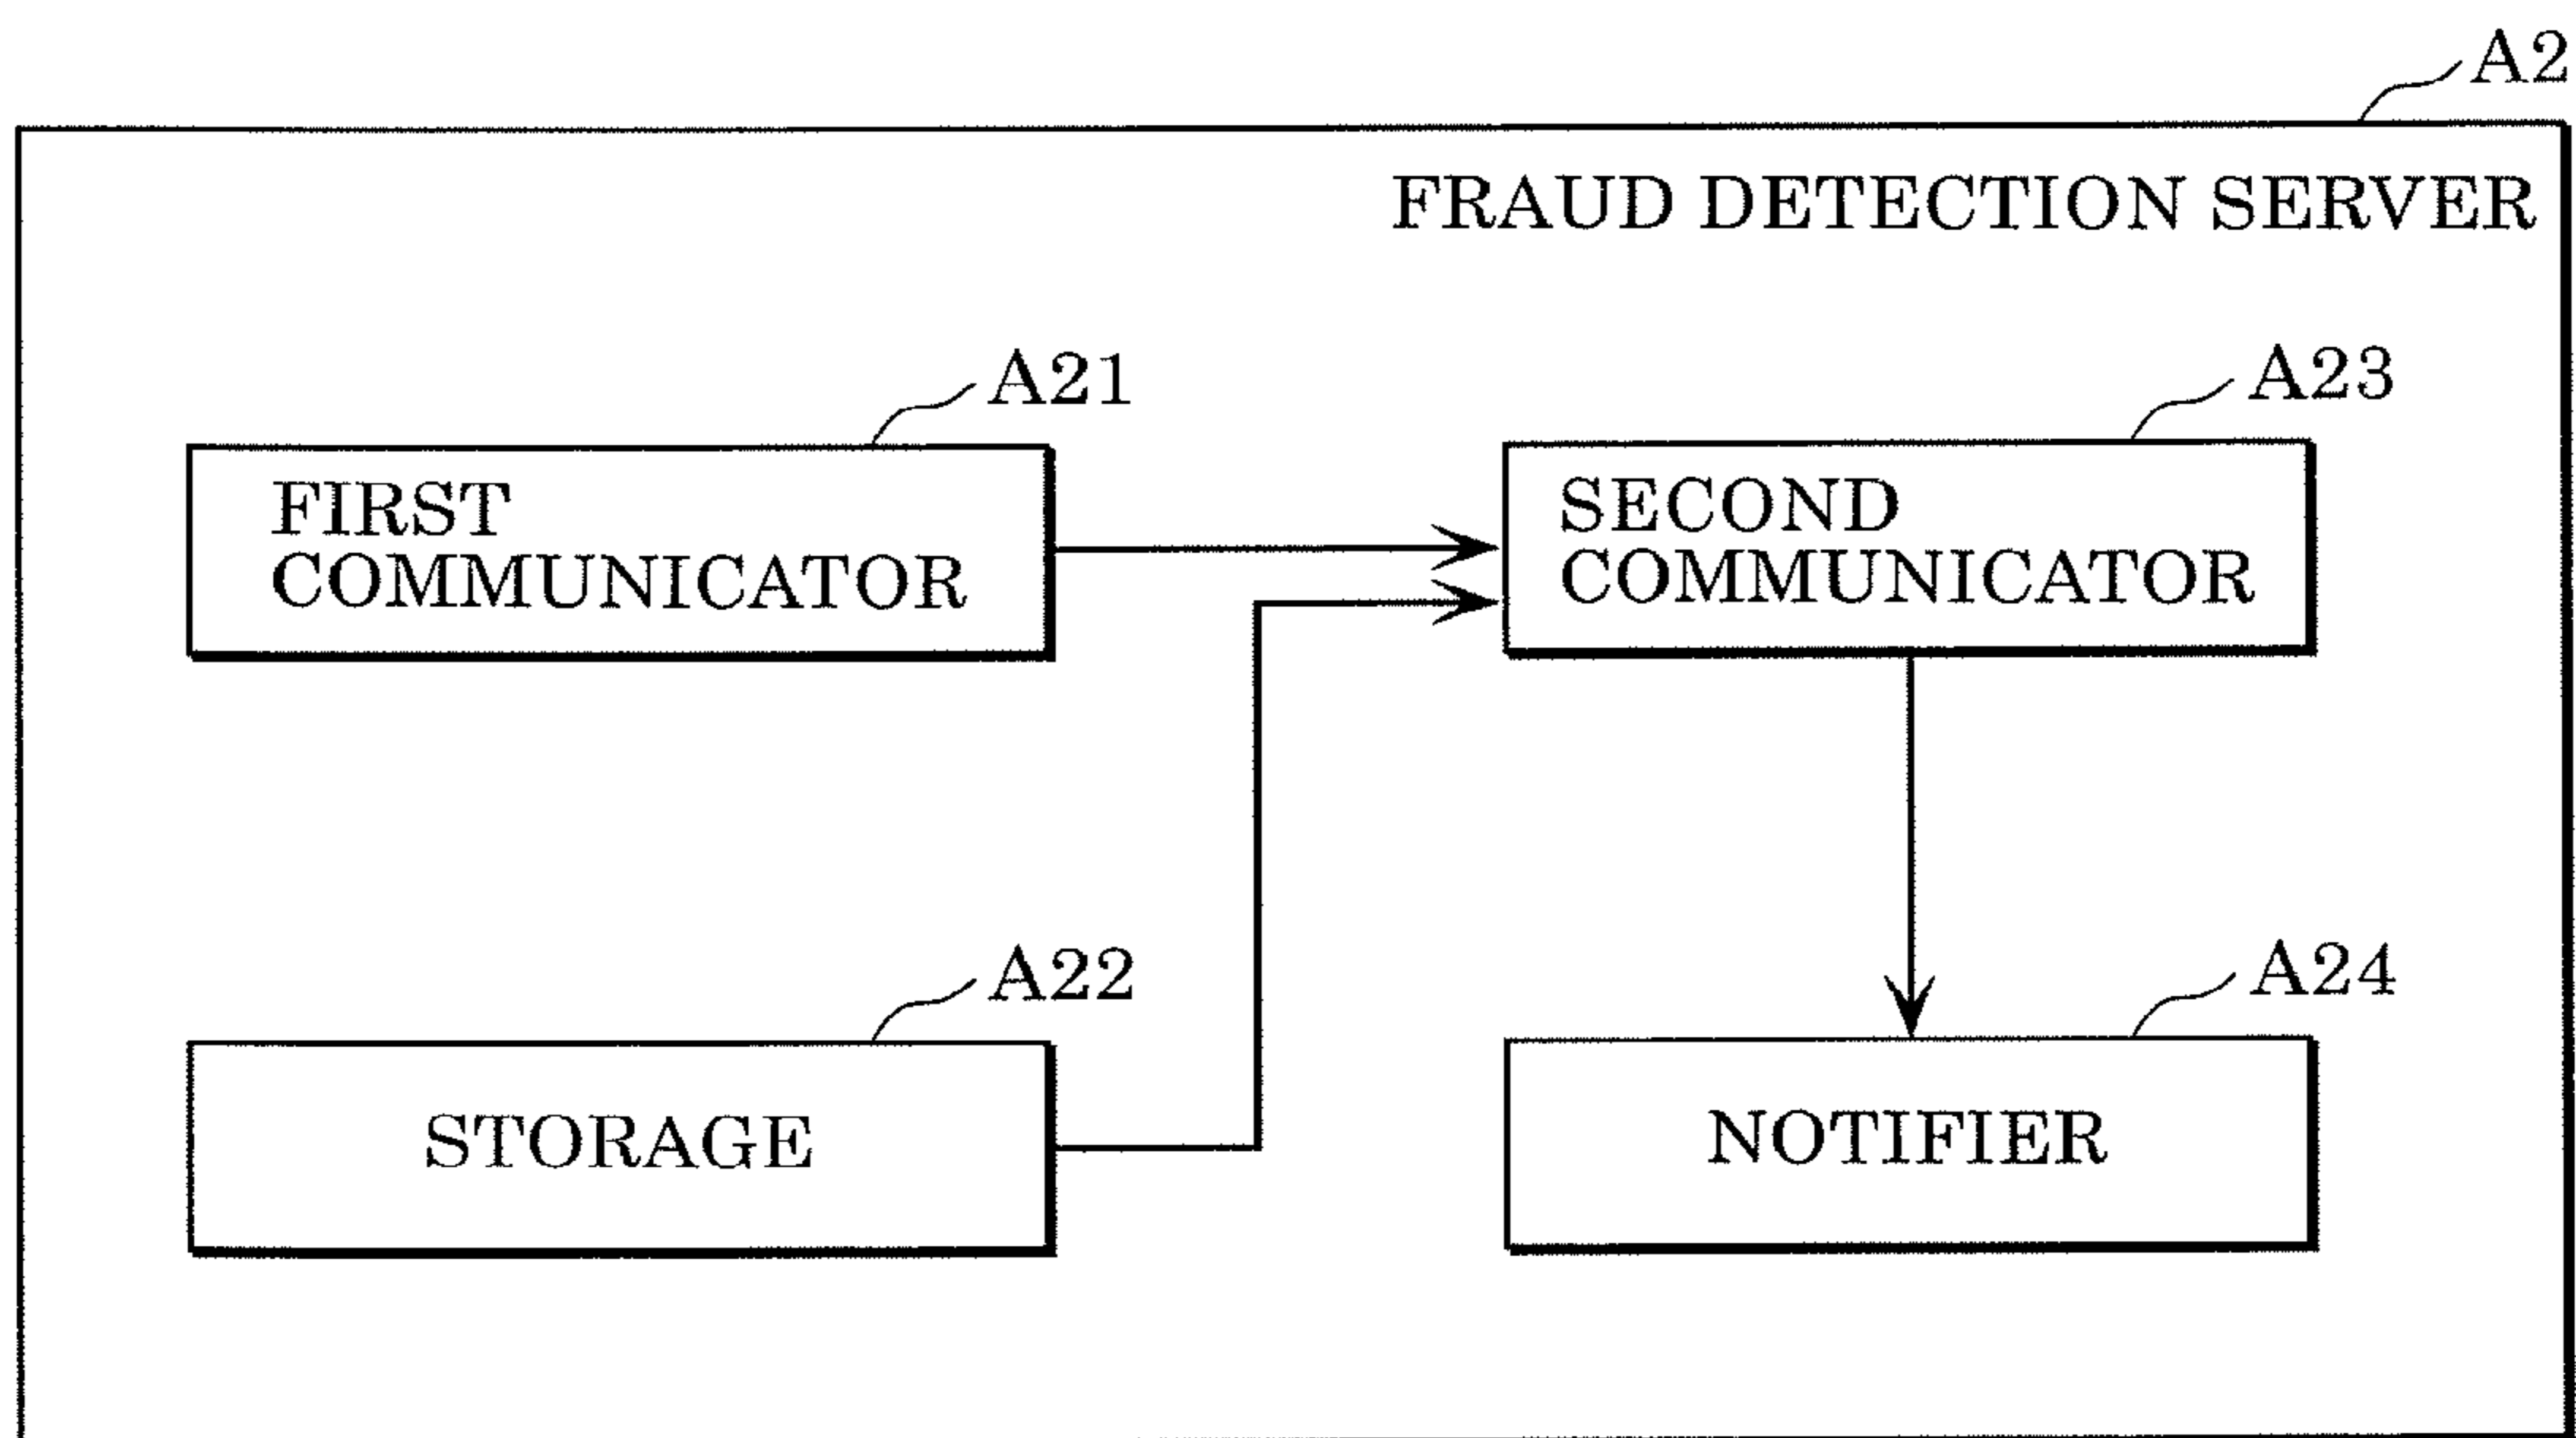 A2
FRAUD DETECTION SERVER
A21
FIRST
COMMUNICATOR
A23
SECOND
COMMUNICATOR
A22
STORAGE
A24
NOTIFIER